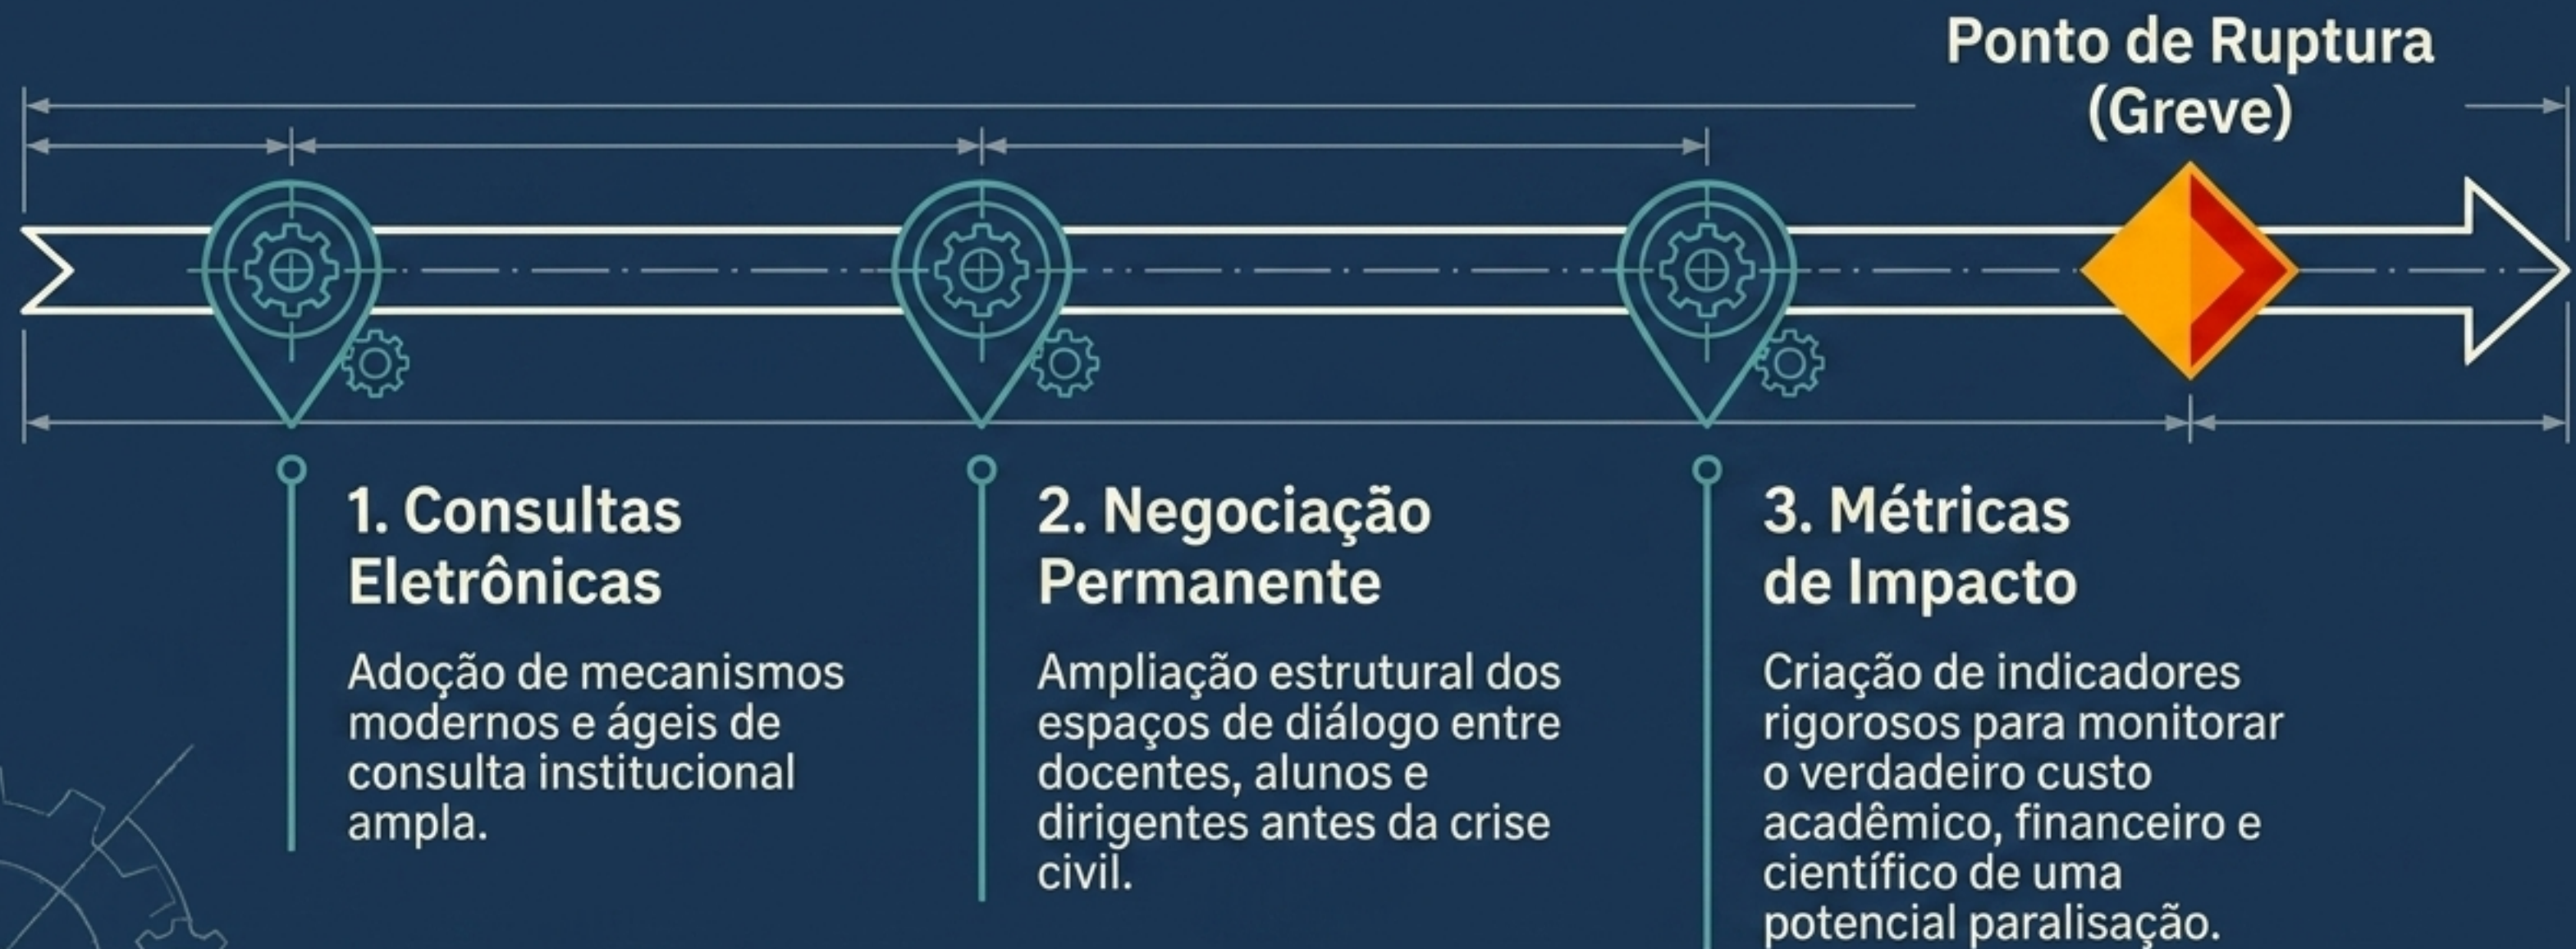 Ponto de Ruptura
(Greve)
1. Consultas
Eletrônicas
Adoção de mecanismos
modernos e ágeis de
consulta institucional
ampla.
2. Negociação
Permanente
Ampliação estrutural dos
espaços de diálogo entre
docentes, alunos e
dirigentes antes da crise
civil.
3. Métricas
de Impacto
Criação de indicadores
rigorosos para monitorar
o verdadeiro custo
acadêmico, financeiro e
científico de uma
potencial paralisação.